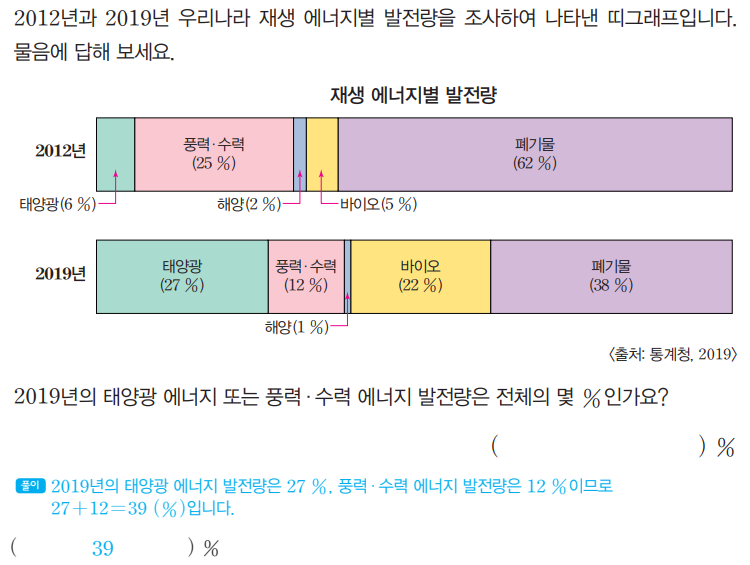 2012년과 2019년 우리나라 재생 에너지별 발전량을 조사하여 나타낸 띠그래프입니다.
물음에 답해 보세요.
재생 에너지별 발전량
2012년
풍력·수력
(25 %)
폐기물
(62 %)
태양광(6 %)
해양(2 %)
바이오(5 %)
2019년
태양광
(27 %)
풍력·수력
(12 %)
바이오
(22 %)
폐기물
(38 %)
해양(1 %)
〈출처: 통계청, 2019〉
2019년의 태양광 에너지 또는 풍력·수력 에너지 발전량은 전체의 몇 %인가요?
( ) %
풀이 2019년의 태양광 에너지 발전량은 27 %, 풍력·수력 에너지 발전량은 12 %이므로
27+12=39 (%)입니다.
( 39 ) %